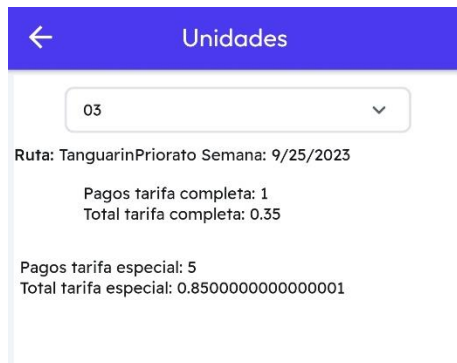 Unidades
03
Ruta: TanguarinPriorato Semana: 9/25/2023
Pagos tarifa completa: 1
Total tarifa completa: 0.35
Pagos tarifa especial: 5
Total tarifa especial: 0.8500000000000001